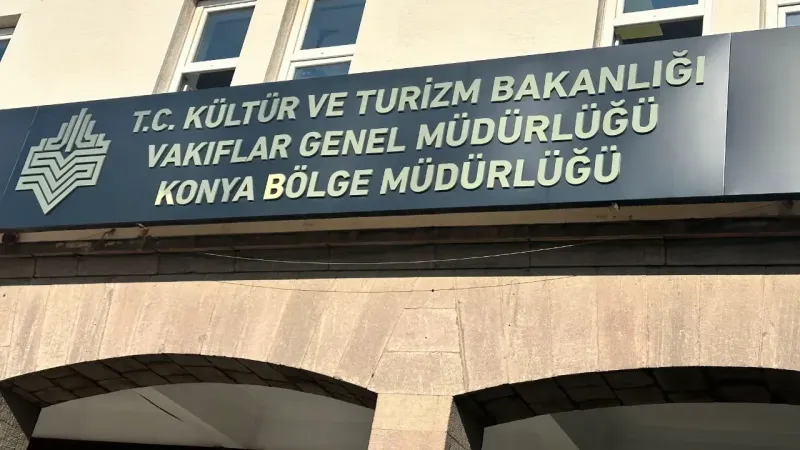 T.C. KÜLTÜR VE TURİZM BAKANLIĞI
VAKIFLAR GENEL MÜDÜRLÜĞÜ
KONYA BÖLGE MÜDÜRLÜĞÜ